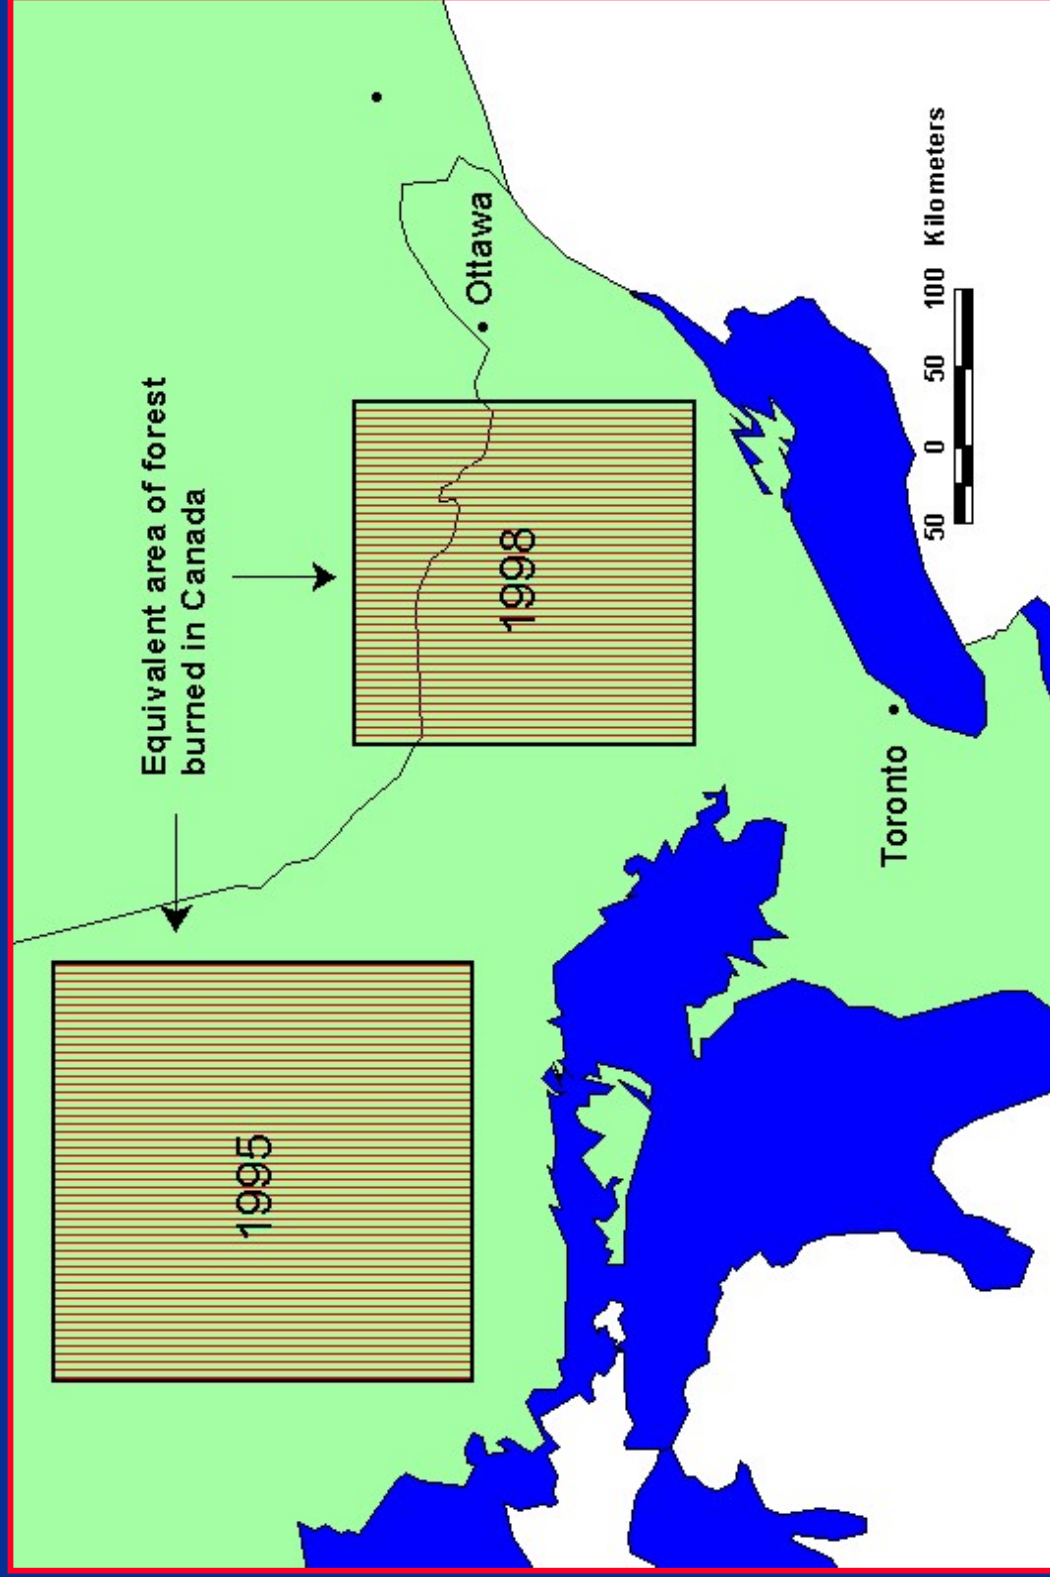 Equivalent area of forest
burned in Canada
1995
1998
Ottawa
Toronto
50 0 50 100 Kilometers